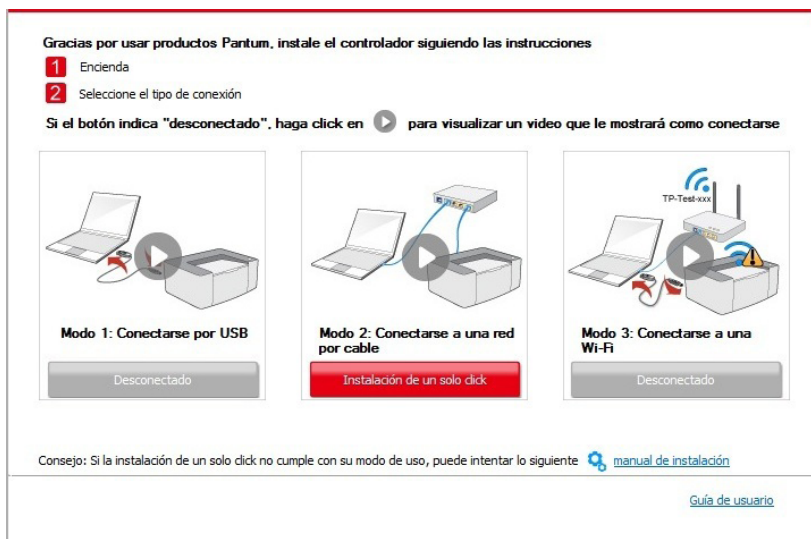 Gracias por usar productos Pantum, instale el controlador siguiendo las instrucciones
1 Encienda
2 Seleccione el tipo de conexión
Si el botón indica "desconectado", haga click en para visualizar un video que le mostrará como conectarse
TP-Test-xxx
Modo 1: Conectarse por USB
Desconectado
Modo 2: Conectarse a una red
por cable
Instalación de un solo click
Modo 3: Conectarse a una
Wi-Fi
Desconectado
Consejo: Si la instalación de un solo click no cumple con su modo de uso, puede intentar lo siguiente manual de instalación
Guía de usuario